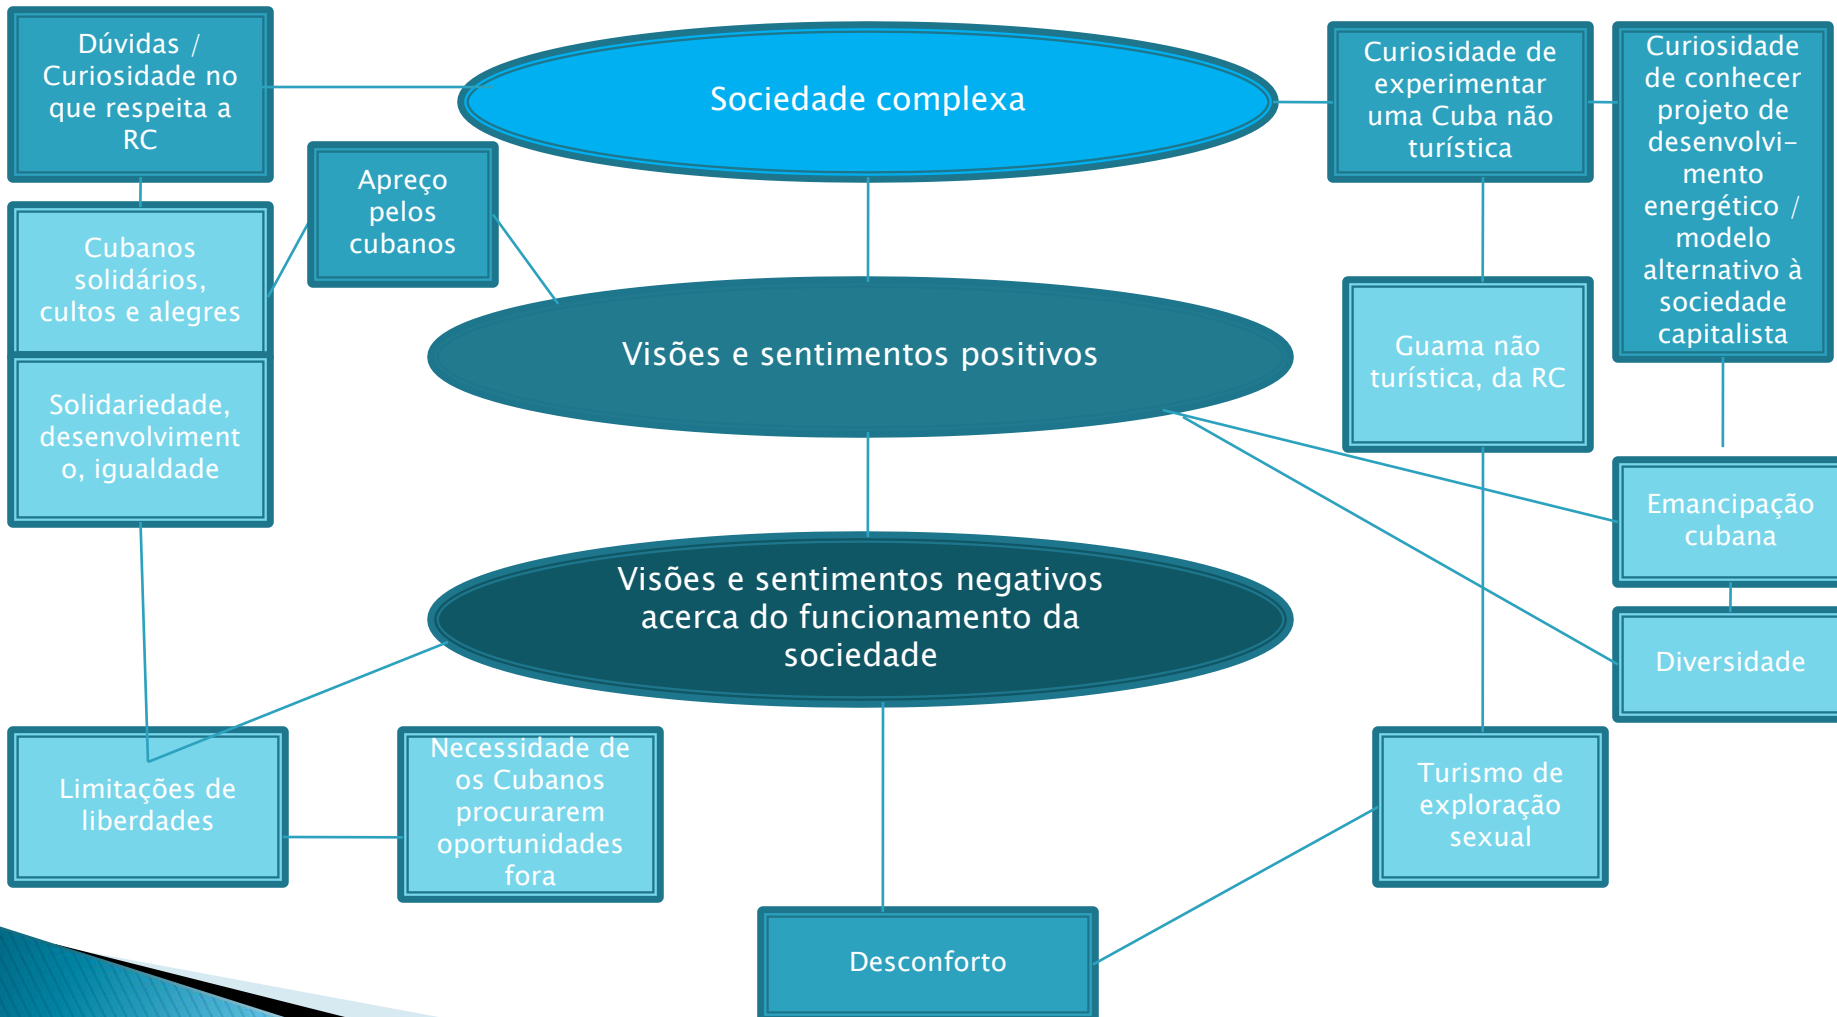 Dúvidas /
Curiosidade no
que respeita a
RC
Sociedade complexa
Curiosidade de
experimentar
uma Cuba não
turística
Curiosidade
de conhecer
projeto de
desenvolvi-
mento
energético /
modelo
alternativo à
sociedade
capitalista
Apreço
pelos
cubanos
Cubanos
solidários,
cultos e alegres
Visões e sentimentos positivos
Guama não
turística, da RC
Solidariedade,
desenvolviment
o, igualdade
Emancipação
cubana
Visões e sentimentos negativos
acerca do funcionamento da
sociedade
Diversidade
Limitações de
liberdades
Necessidade de
os Cubanos
procurarem
oportunidades
fora
Turismo de
exploração
sexual
Desconforto